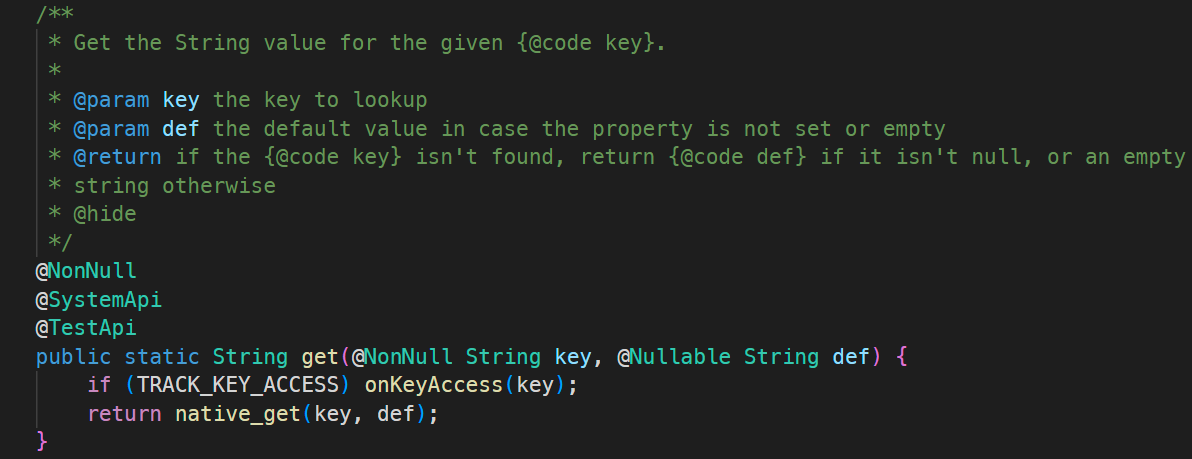 /**
 * Get the String value for the given {@code key}.
 *
 * @param key the key to lookup
 * @param def the default value in case the property is not set or empty
 * @return if the {@code key} isn't found, return {@code def} if it isn't null, or an empty
 * string otherwise
 * @hide
 */
@NonNull
@SystemApi
@TestApi
public static String get(@NonNull String key, @Nullable String def) {
    if (TRACK_KEY_ACCESS) onKeyAccess(key);
    return native_get(key, def);
}